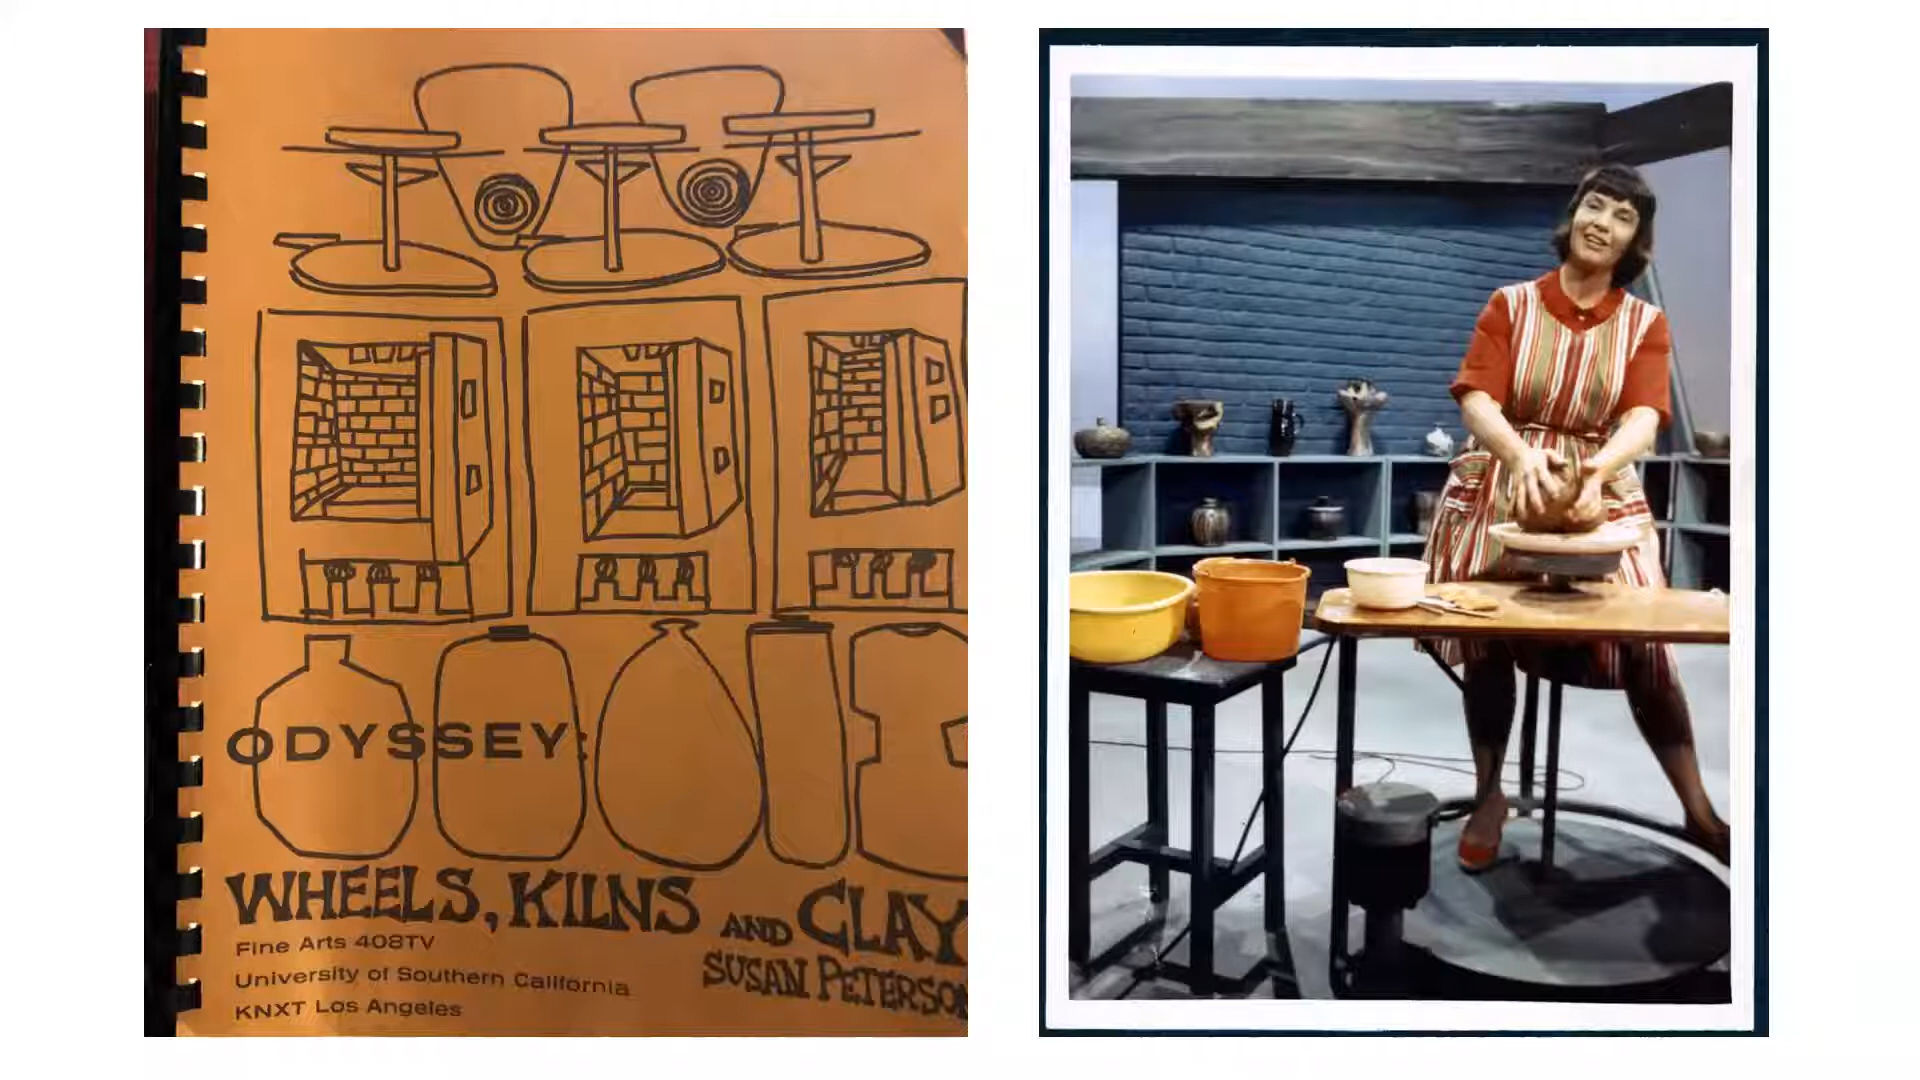 ODYSSEY:
WHEELS, KILNS AND CLAY
Fine Arts 408TV
University of Southern California
KNXT Los Angeles
SUSAN PETERSON